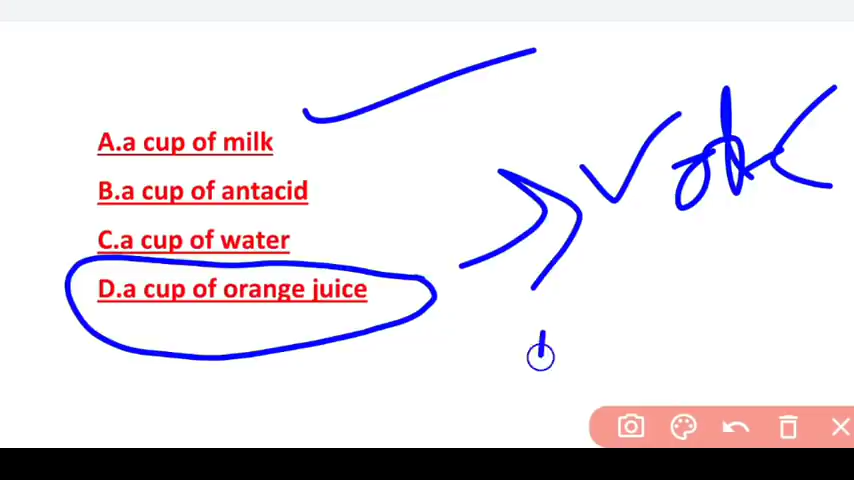 A.a cup of milk
B.a cup of antacid
C.a cup of water
D.a cup of orange juice